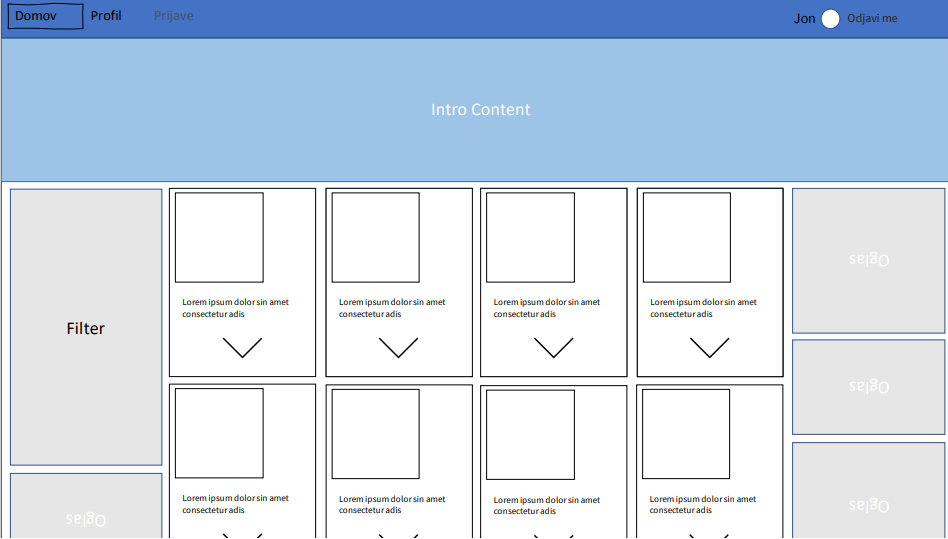 Domov
Profil
Prijave
Jon
Odjavi me
Intro Content
Filter
Lorem ipsum dolor sin amet
consectetur adis
Lorem ipsum dolor sin amet
consectetur adis
Lorem ipsum dolor sin amet
consectetur adis
Lorem ipsum dolor sin amet
consectetur adis
Oglas
Oglas
Lorem ipsum dolor sin amet
consectetur adis
Lorem ipsum dolor sin amet
consectetur adis
Lorem ipsum dolor sin amet
consectetur adis
Lorem ipsum dolor sin amet
consectetur adis
Oglas
Oglas